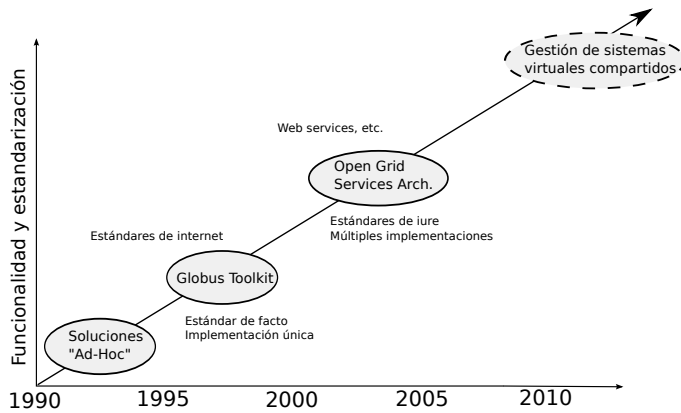 Gestión de sistemas
virtuales compartidos
Web services, etc.
Open Grid
Services Arch.
Estándares de iure
Múltiples implementaciones
Estándares de internet
Globus Toolkit
Estándar de facto
Implementación única
Soluciones
"Ad-Hoc"
Funcionalidad y estandarización
1990 1995 2000 2005 2010